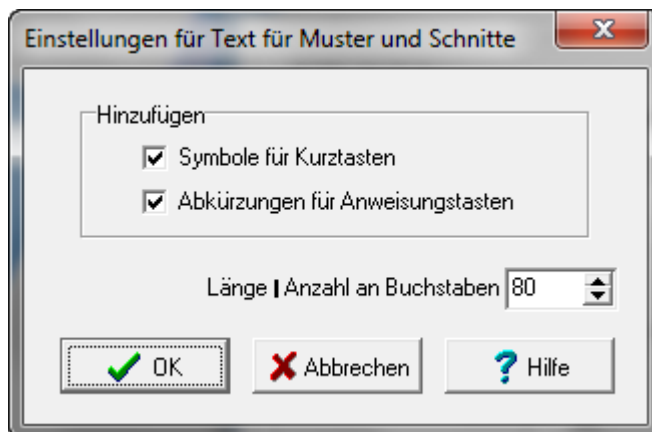 Einstellungen für Text für Muster und Schnitte
Hinzufügen
Symbole für Kurztasten
Abkürzungen für Anweisungstasten
Länge | Anzahl an Buchstaben 80
OK Abbrechen Hilfe